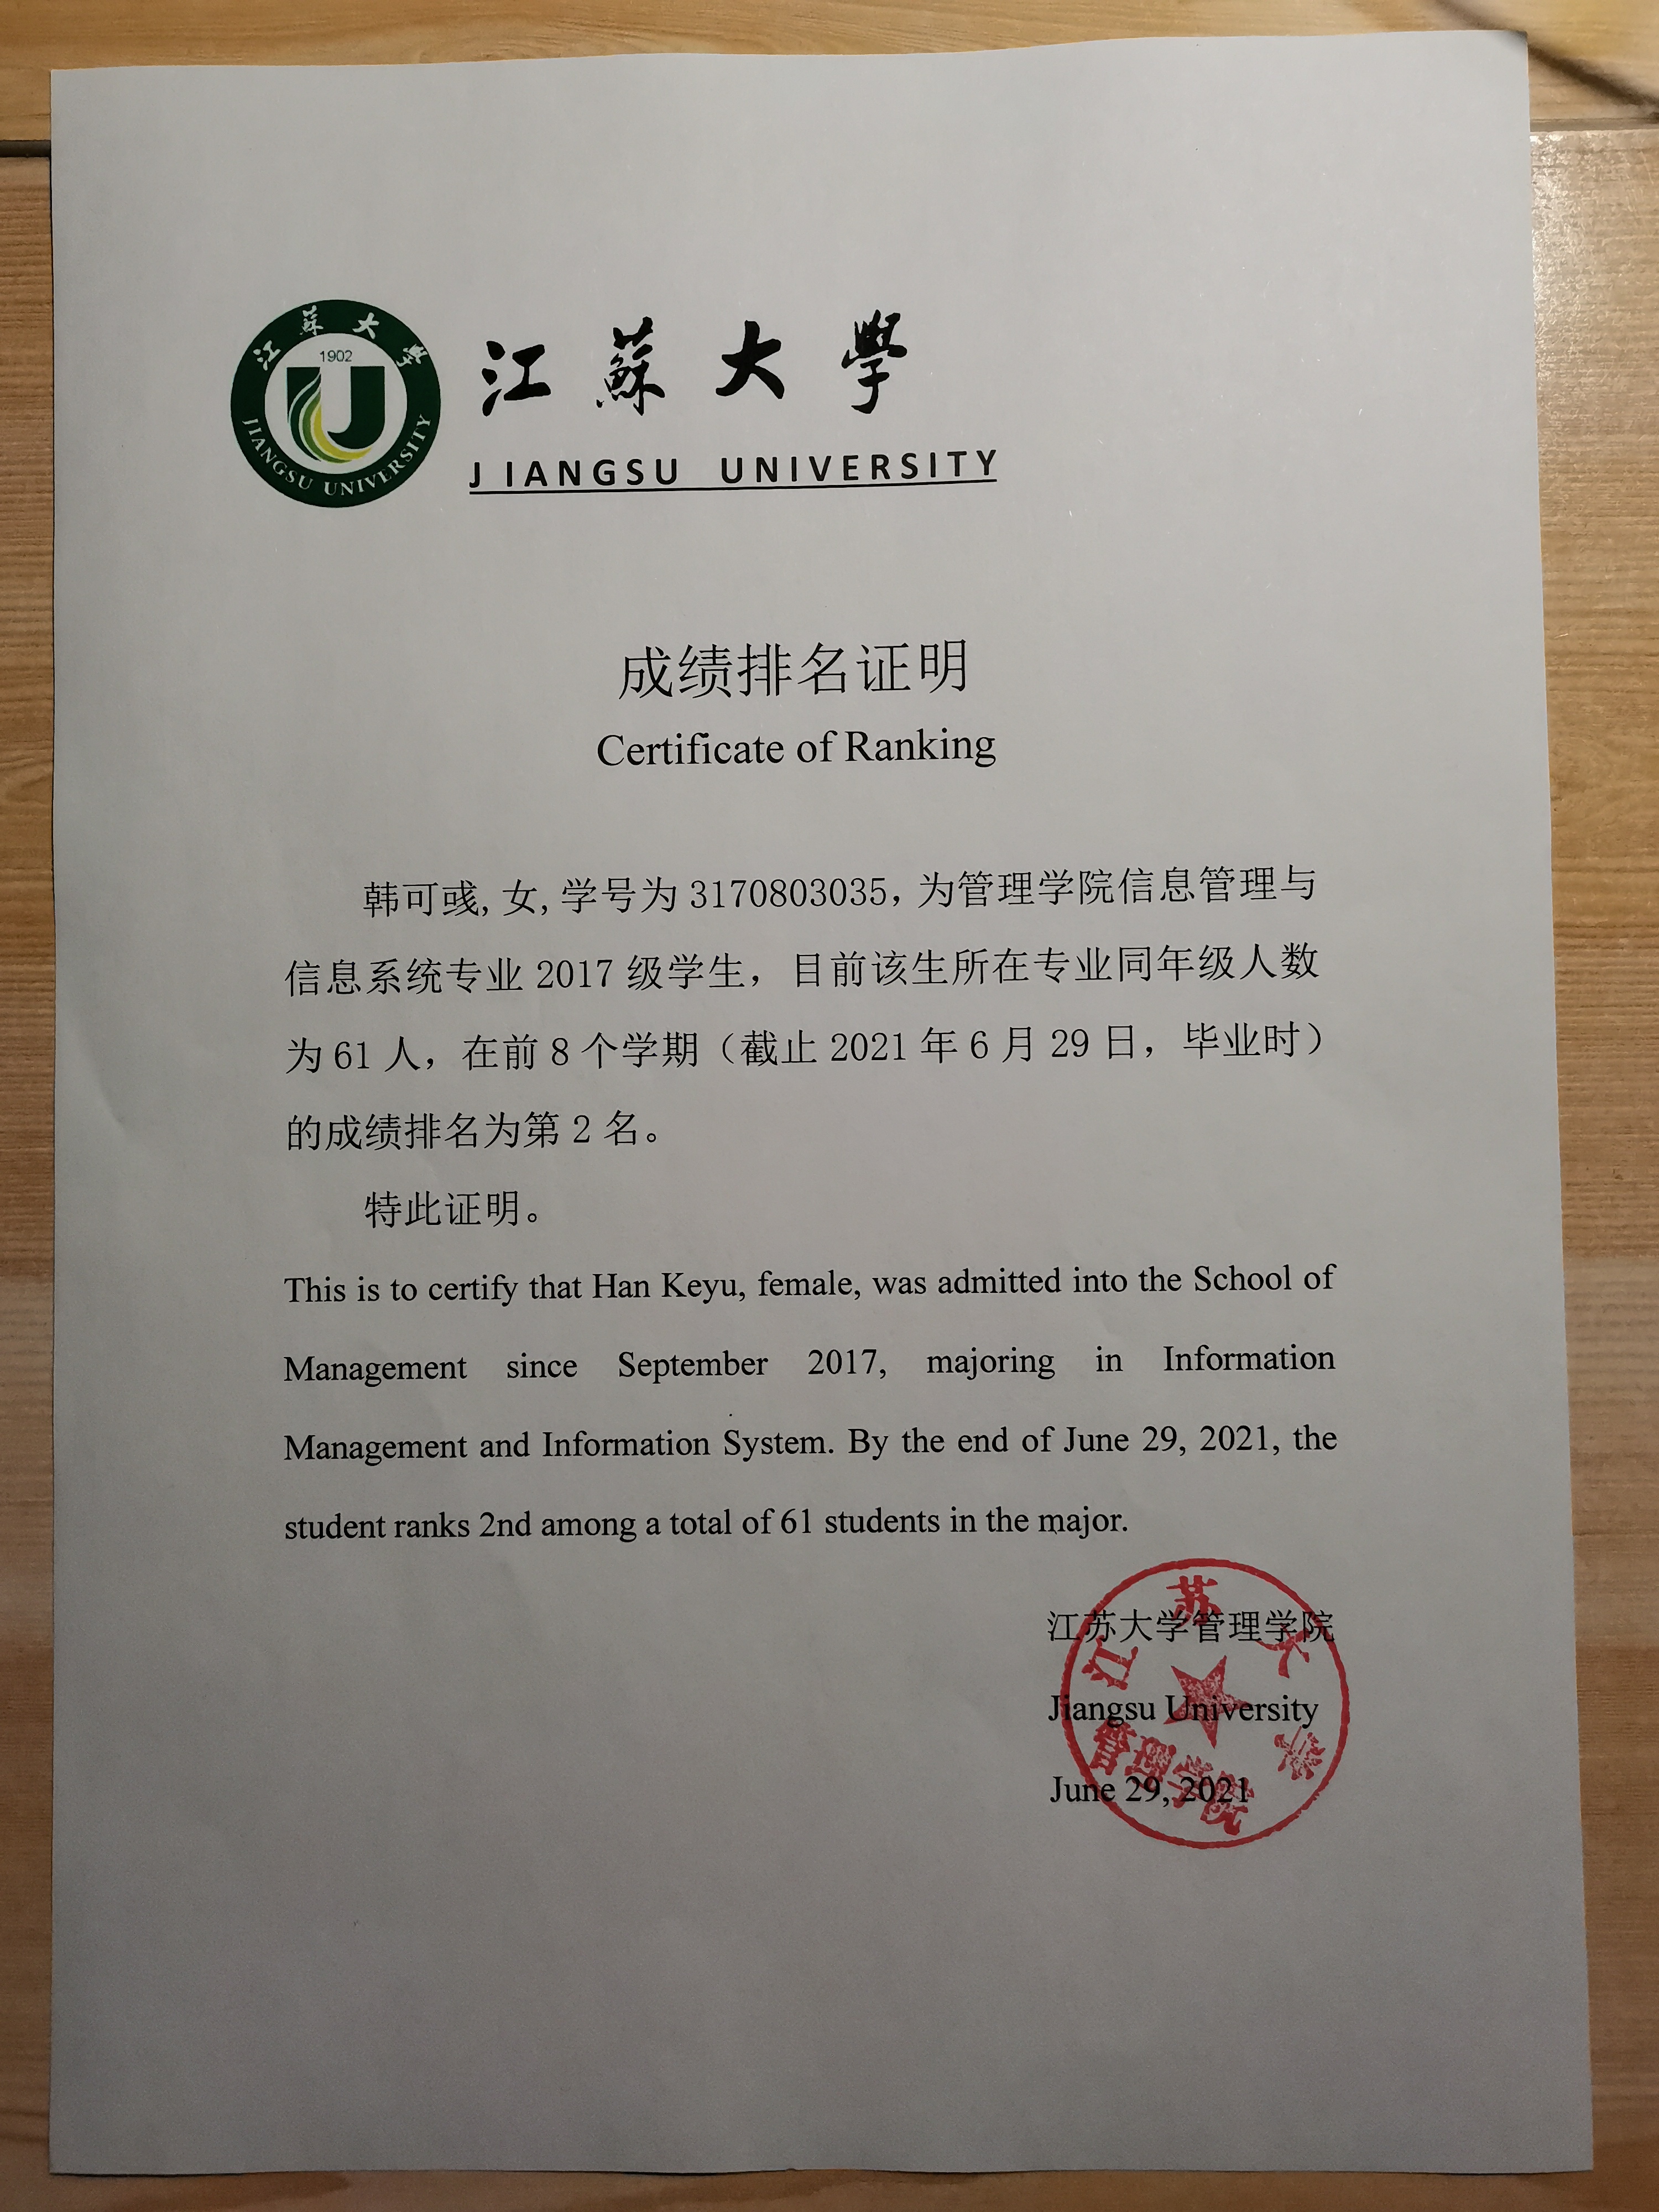 江蘇大學
1902
JIANGSU UNIVERSITY
江蘇大學
JIANGSU UNIVERSITY
成绩排名证明
Certificate of Ranking
韩可彧, 女, 学号为 3170803035，为管理学院信息管理与
信息系统专业 2017 级学生，目前该生所在专业同年级人数
为 61 人，在前 8 个学期（截止 2021 年 6 月 29 日，毕业时）
的成绩排名为第 2 名。
特此证明。
This is to certify that Han Keyu, female, was admitted into the School of
Management since September 2017, majoring in Information
Management and Information System. By the end of June 29, 2021, the
student ranks 2nd among a total of 61 students in the major.
江苏大学管理学院
Jiangsu University
June 29, 2021
江苏大学
管理学院